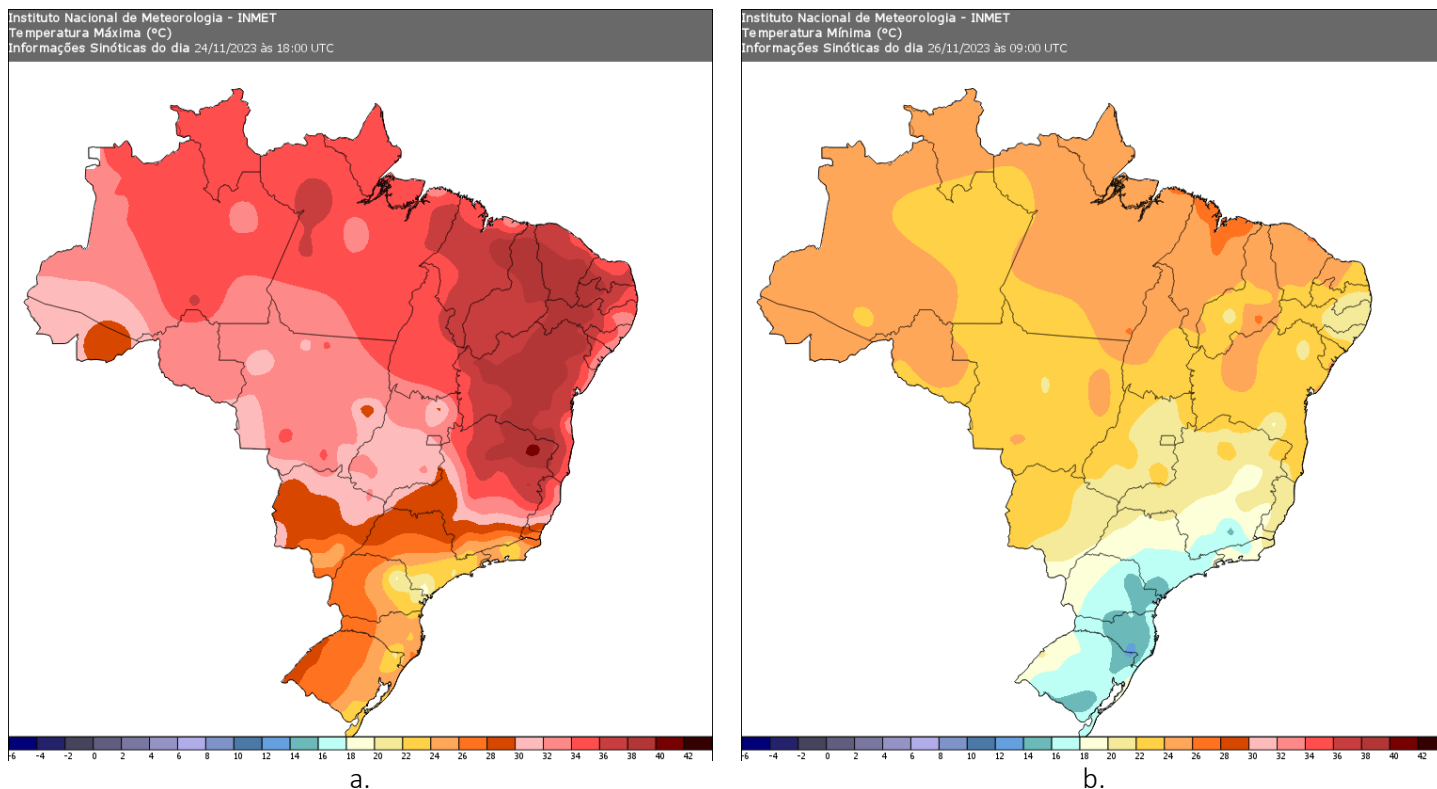 Instituto Nacional de Meteorologia - INMET
Temperatura Máxima (°C)
Informações Sinóticas do dia 24/11/2023 às 18:00 UTC
-6 -4 -2 0 2 4 6 8 10 12 14 16 18 20 22 24 26 28 30 32 34 36 38 40 42
a.
Instituto Nacional de Meteorologia - INMET
Temperatura Mínima (°C)
Informações Sinóticas do dia 26/11/2023 às 09:00 UTC
-6 -4 -2 0 2 4 6 8 10 12 14 16 18 20 22 24 26 28 30 32 34 36 38 40 42
b.